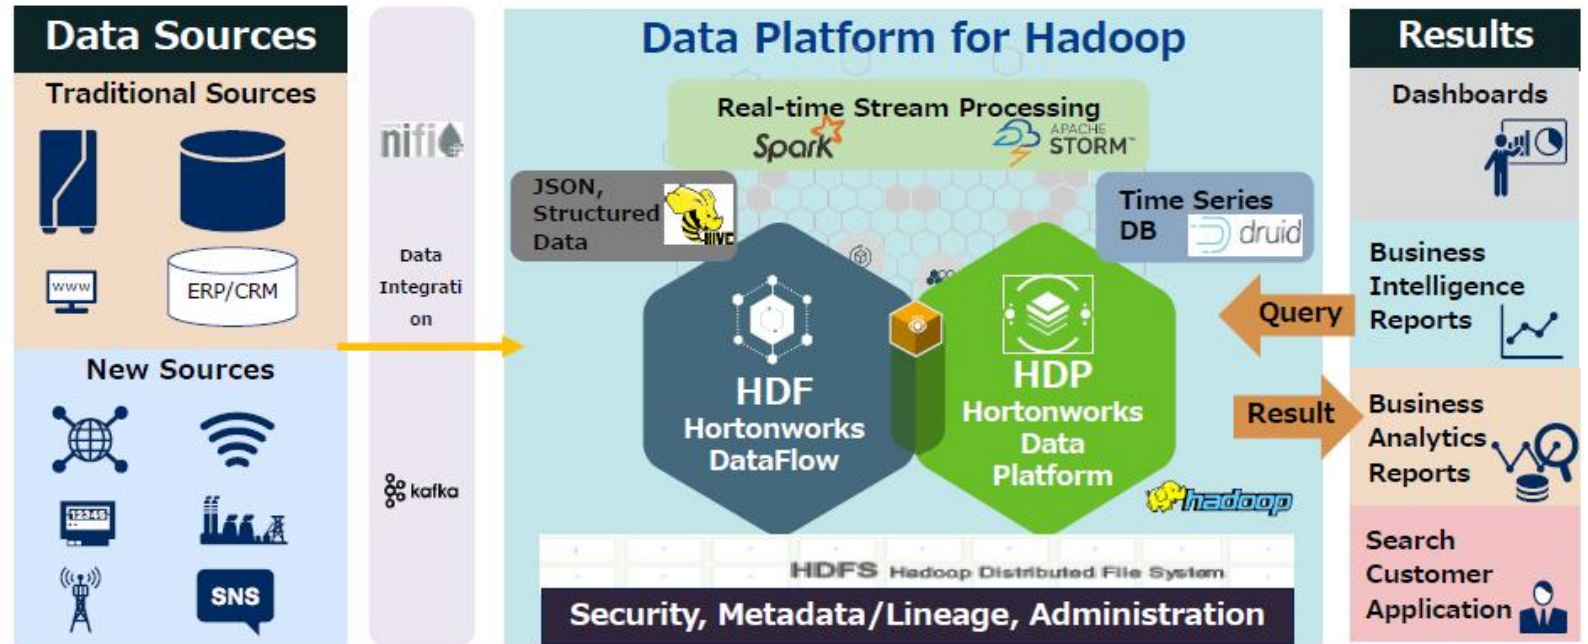 Data Sources
Traditional Sources
www
ERP/CRM
New Sources
12345
SNS
nifi
Data
Integrati
on
kafka
Data Platform for Hadoop
Real-time Stream Processing
Spark
APACHE
STORM™
JSON,
Structured
Data
HIVE
Time Series
DB
druid
HDF
Hortonworks
DataFlow
HDP
Hortonworks
Data
Platform
hadoop
HDFS Hadoop Distributed File System
Security, Metadata/Lineage, Administration
Query
Result
Results
Dashboards
Business
Intelligence
Reports
Business
Analytics
Reports
Search
Customer
Application